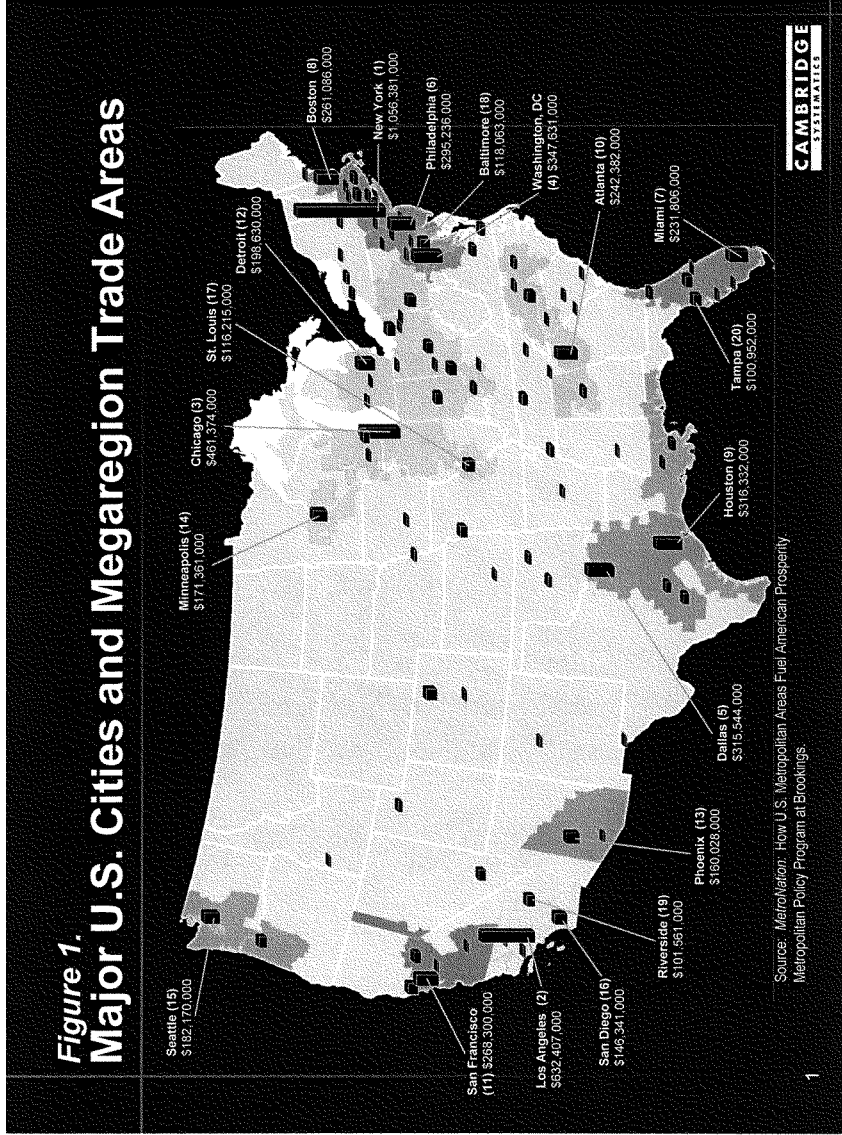 Figure 1.
Major U.S. Cities and Megaregion Trade Areas
Seattle (15)
$182,170,000
San Francisco
(11) $268,300,000
Los Angeles (2)
$632,407,000
San Diego (16)
$146,341,000
Riverside (19)
$101,561,000
Phoenix (13)
$160,028,000
Minneapolis (14)
$171,361,000
Chicago (3)
$461,374,000
St. Louis (17)
$116,215,000
Detroit (12)
$198,630,000
Boston (8)
$261,086,000
New York (1)
$1,056,381,000
Philadelphia (6)
$295,236,000
Baltimore (18)
$118,063,000
Washington, DC
(4) $347,631,000
Atlanta (10)
$242,382,000
Miami (7)
$231,806,000
Tampa (20)
$100,952,000
Houston (9)
$316,332,000
Dallas (5)
$315,544,000
Source: MetroNation: How U.S. Metropolitan Areas Fuel American Prosperity.
Metropolitan Policy Program at Brookings.
1
CAMBRIDGE
SYSTEMATICS